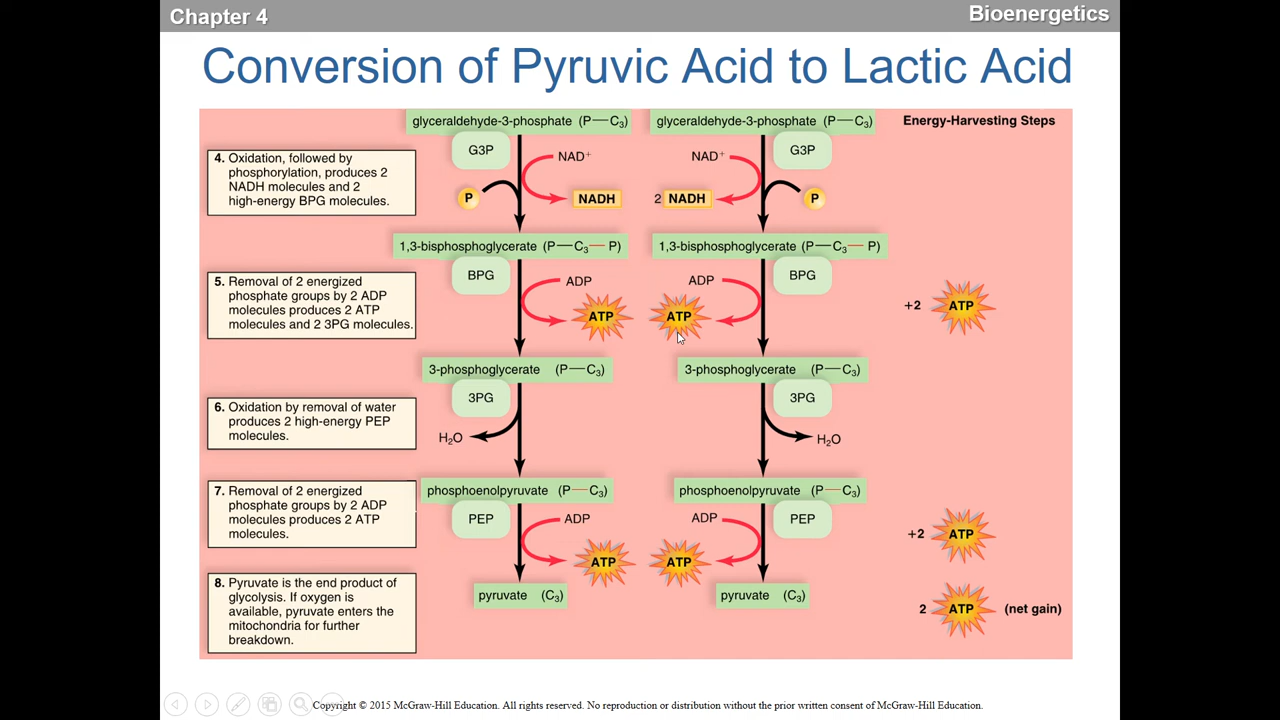 Chapter 4
Bioenergetics
Conversion of Pyruvic Acid to Lactic Acid
glyceraldehyde-3-phosphate (P—C₃)
glyceraldehyde-3-phosphate (P—C₃)
Energy-Harvesting Steps
G3P
NAD⁺
NAD⁺
G3P
4. Oxidation, followed by
phosphorylation, produces 2
NADH molecules and 2
high-energy BPG molecules.
P
NADH
2 NADH
P
1,3-bisphosphoglycerate (P—C₃—P)
1,3-bisphosphoglycerate (P—C₃—P)
BPG
ADP
ADP
BPG
5. Removal of 2 energized
phosphate groups by 2 ADP
molecules produces 2 ATP
molecules and 2 3PG molecules.
ATP
ATP
+2 ATP
3-phosphoglycerate (P—C₃)
3-phosphoglycerate (P—C₃)
3PG
3PG
6. Oxidation by removal of water
produces 2 high-energy PEP
molecules.
H₂O
H₂O
phosphoenolpyruvate (P—C₃)
phosphoenolpyruvate (P—C₃)
PEP
ADP
ADP
PEP
7. Removal of 2 energized
phosphate groups by 2 ADP
molecules produces 2 ATP
molecules.
ATP
ATP
+2 ATP
pyruvate (C₃)
pyruvate (C₃)
8. Pyruvate is the end product of
glycolysis. If oxygen is
available, pyruvate enters the
mitochondria for further
breakdown.
2 ATP (net gain)
Copyright © 2015 McGraw-Hill Education. All rights reserved. No reproduction or distribution without the prior written consent of McGraw-Hill Education.